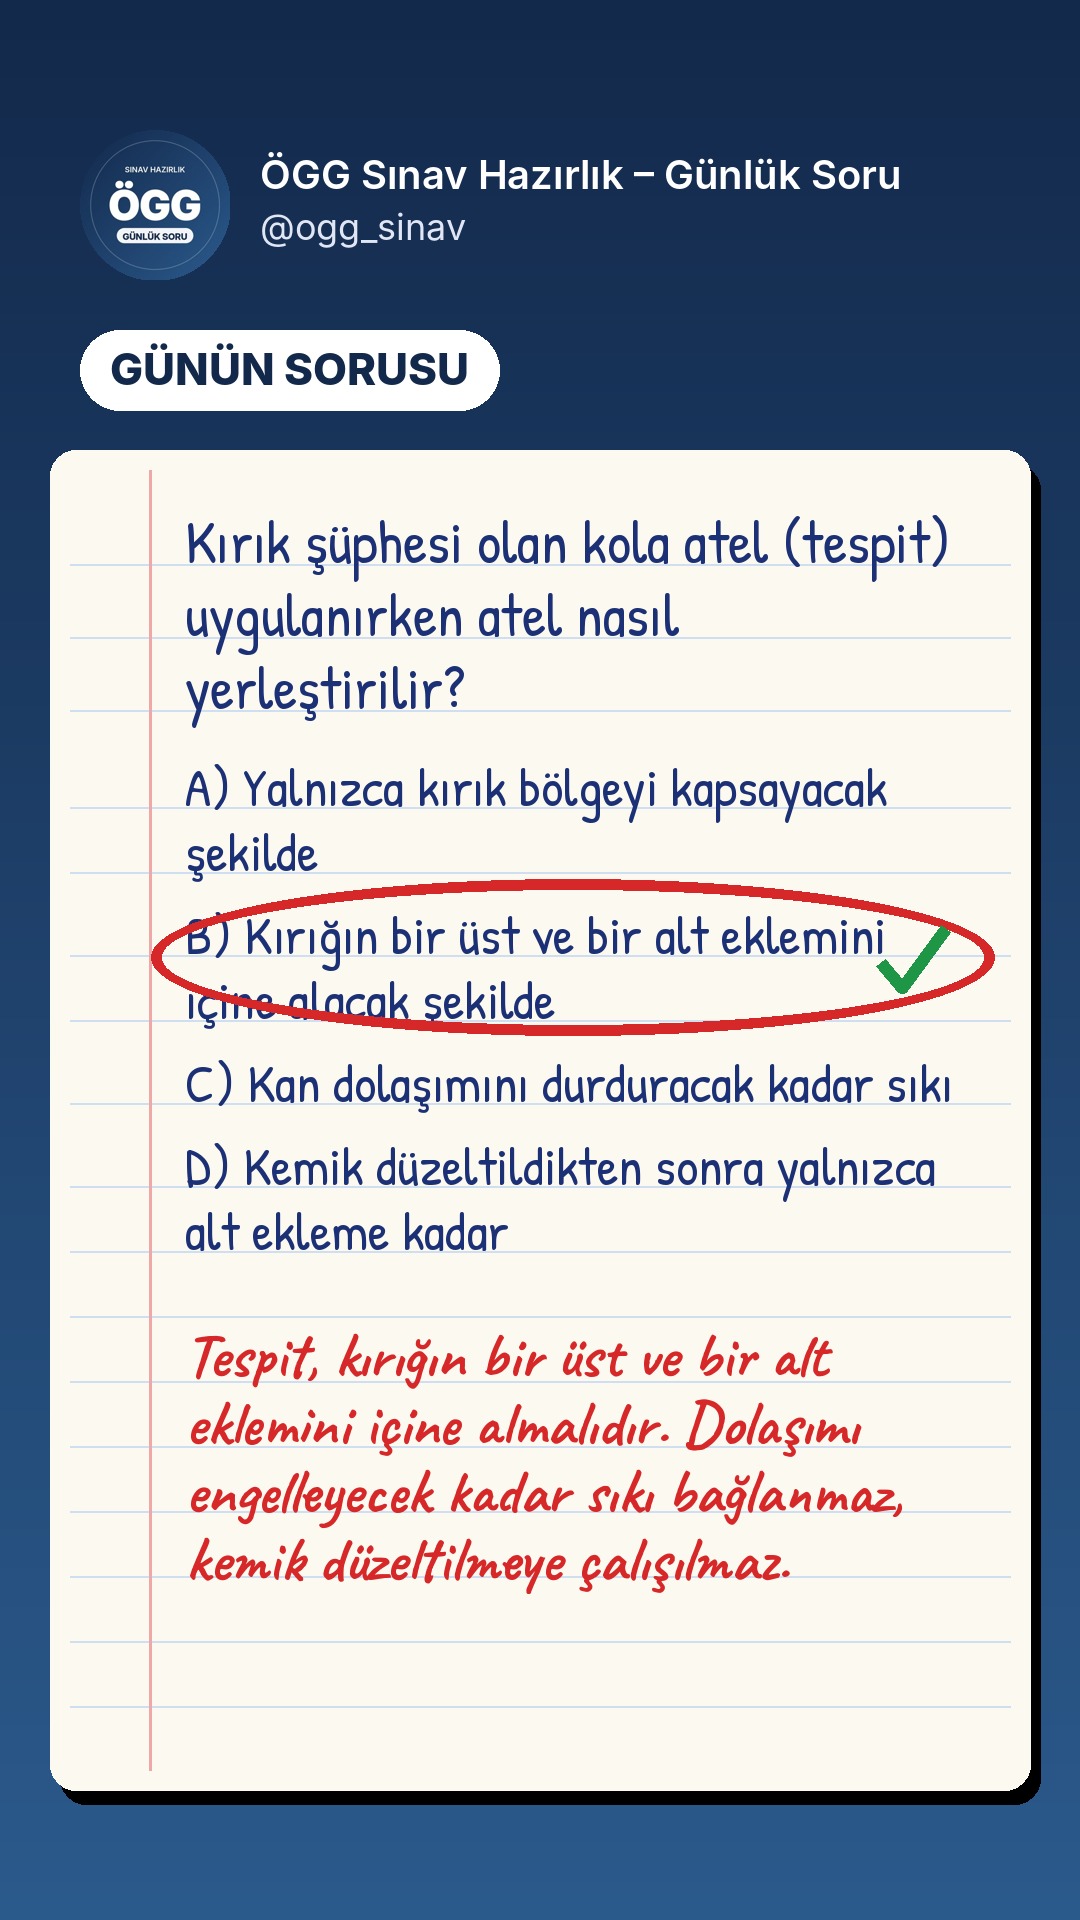 SINAV HAZIRLIK
ÖGG
GÜNLÜK SORU
ÖGG Sınav Hazırlık – Günlük Soru
@ogg_sinav
GÜNÜN SORUSU
Kırık şüphesi olan kola atel (tespit)
uygulanırken atel nasıl
yerleştirilir?
A) Yalnızca kırık bölgeyi kapsayacak
şekilde
B) Kırığın bir üst ve bir alt eklemini
içine alacak şekilde
C) Kan dolaşımını durduracak kadar sıkı
D) Kemik düzeltildikten sonra yalnızca
alt ekleme kadar
Tespit, kırığın bir üst ve bir alt
eklemini içine almalıdır. Dolaşımı
engelleyecek kadar sıkı bağlanmaz,
kemik düzeltilmeye çalışılmaz.